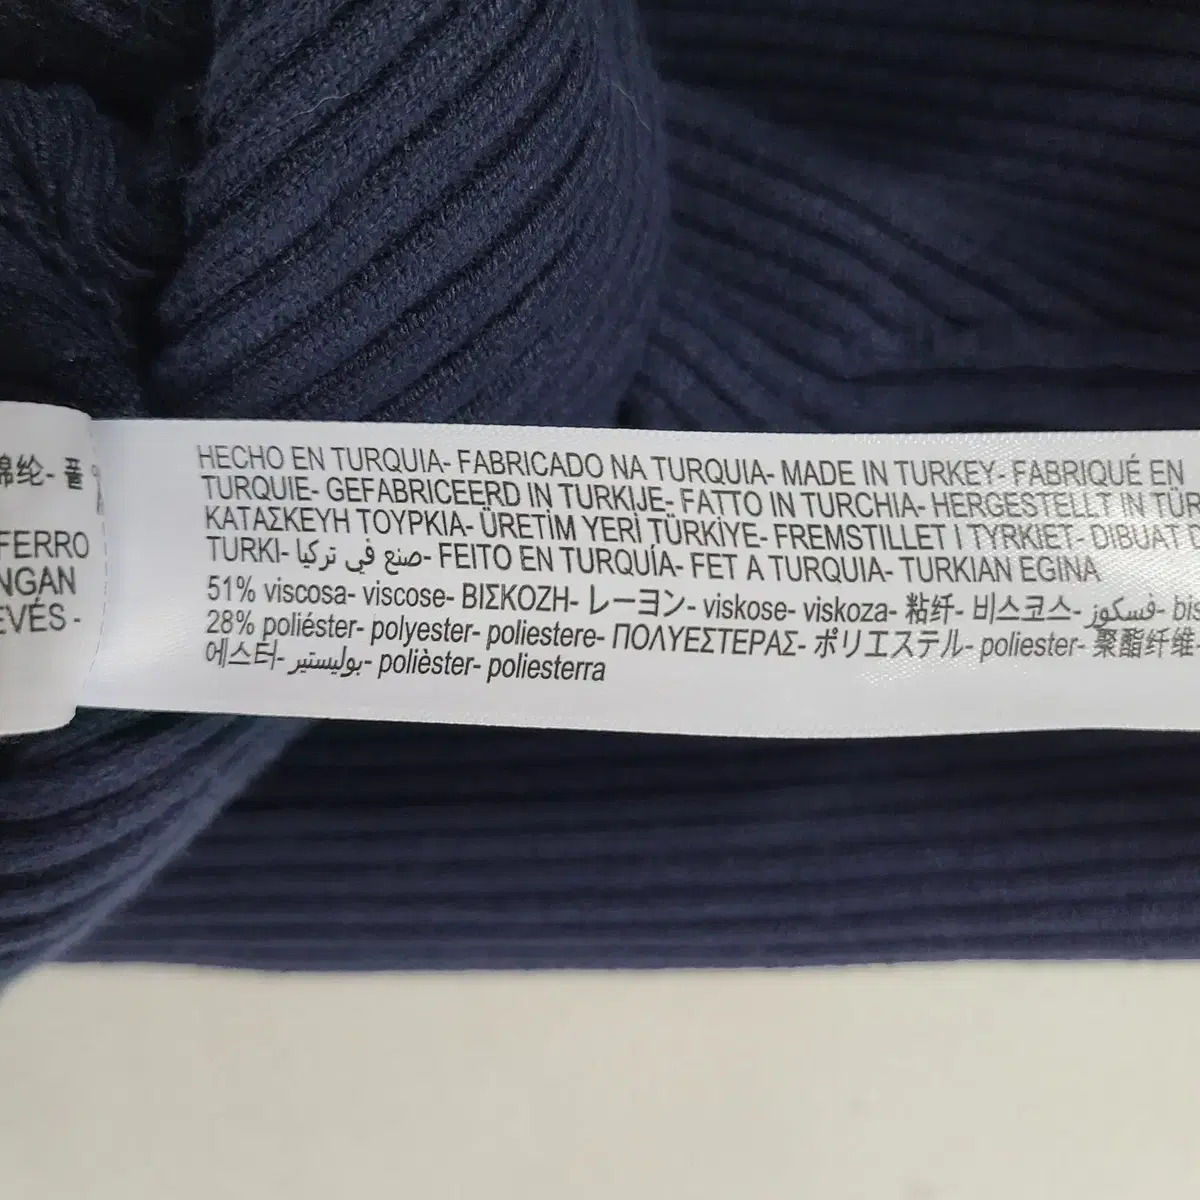 锦纶- 폴
FERRO
NGAN
EVÉS -
HECHO EN TURQUIA- FABRICADO NA TURQUIA- MADE IN TURKEY- FABRIQUÉ EN
TURQUIE- GEFABRICEERD IN TURKIJE- FATTO IN TURCHIA- HERGESTELLT IN TÜR
ΚΑΤΑΣΚΕΥΗ ΤΟΥΡΚΙΑ- ÜRETİM YERİ TÜRKİYE- FREMSTILLET I TYRKIET- DIBUAT
TURKI- صنع في تركيا- FEITO EN TURQUÍA- FET A TURQUIA- TURKIAN EGINA
51% viscosa- viscose- ΒΙΣΚΟΖΗ- レーヨン- viskose- viskoza- 粘纤- 비스코스- فسكوز- bis
28% poliéster- polyester- poliestere- ΠΟΛΥΕΣΤΕΡΑΣ- ポリエステル- poliester- 聚酯纤维-
에스터- بوليستير- polièster- poliesterra